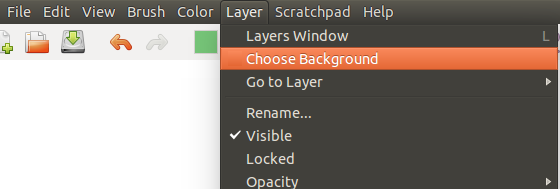 File Edit View Brush Color Layer Scratchpad Help
Layers Window L
Choose Background
Go to Layer
Rename...
Visible
Locked
Opacity